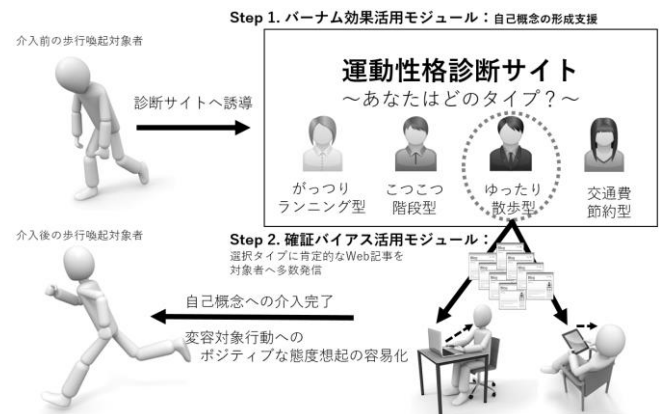 Step 1. バーナム効果活用モジュール：自己概念の形成支援
介入前の歩行喚起対象者
診断サイトへ誘導
運動性格診断サイト
～あなたはどのタイプ？～
がっつり
ランニング型
こつこつ
階段型
ゆったり
散歩型
交通費
節約型
介入後の歩行喚起対象者
Step 2. 確証バイアス活用モジュール：
選択タイプに肯定的なWeb記事を
対象者へ多数発信
自己概念への介入完了
変容対象行動への
ポジティブな態度想起の容易化